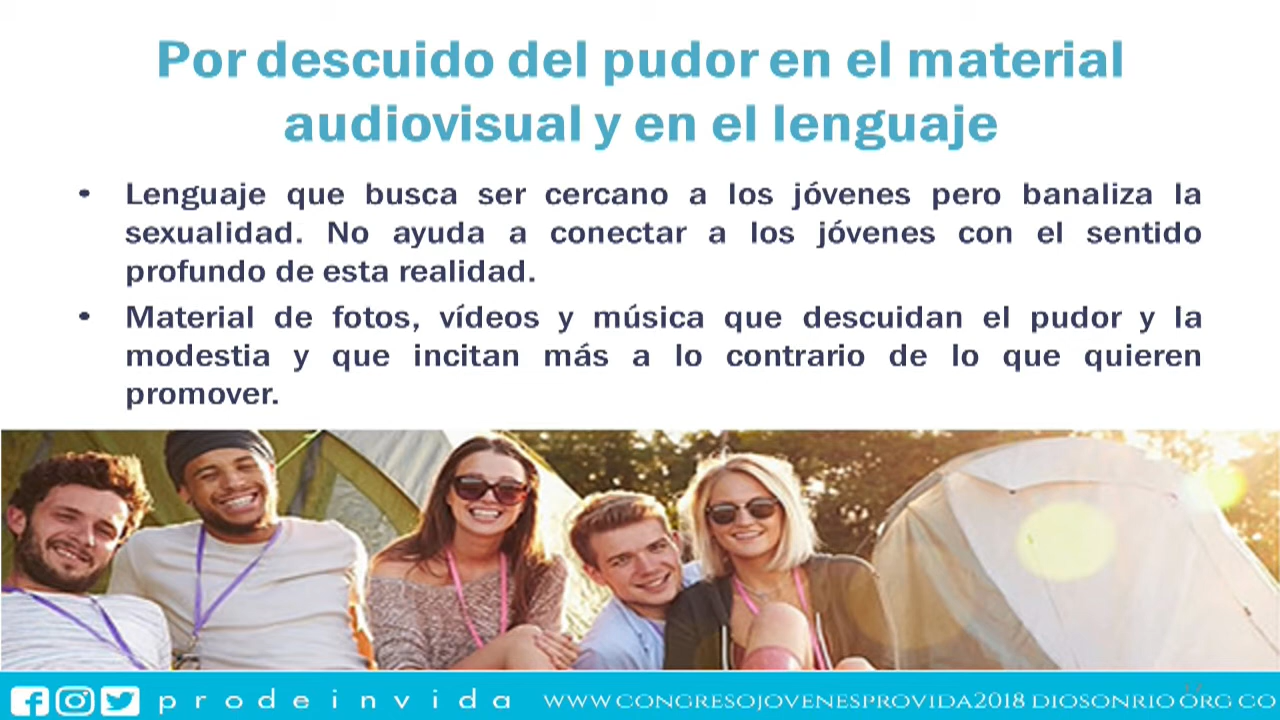 Por descuido del pudor en el material
audiovisual y en el lenguaje
• Lenguaje que busca ser cercano a los jóvenes pero banaliza la
sexualidad. No ayuda a conectar a los jóvenes con el sentido
profundo de esta realidad.
• Material de fotos, vídeos y música que descuidan el pudor y la
modestia y que incitan más a lo contrario de lo que quieren
promover.
prodeinvida WWW.CONGRESOJOVENESPROVIDA2018 DIOSONRIO ORG CO